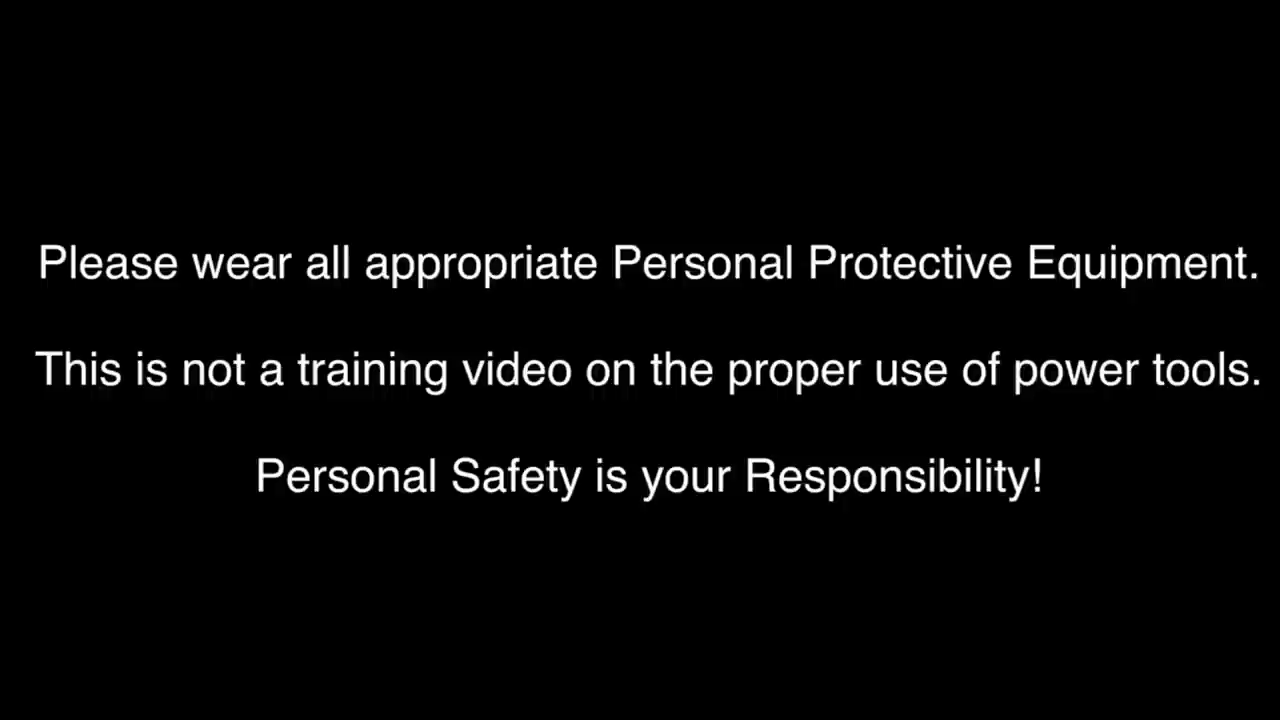 Please wear all appropriate Personal Protective Equipment.
This is not a training video on the proper use of power tools.
Personal Safety is your Responsibility!